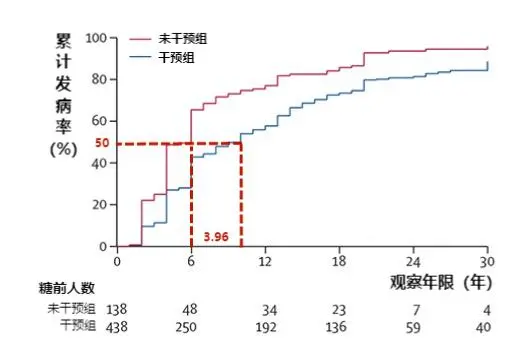 累计发病率(%)
未干预组
干预组
100
80
60
50
40
20
0
3.96
0 6 12 18 24 30
观察年限（年）
糖前人数
未干预组 138 48 34 23 7 4
干预组 438 250 192 136 59 40